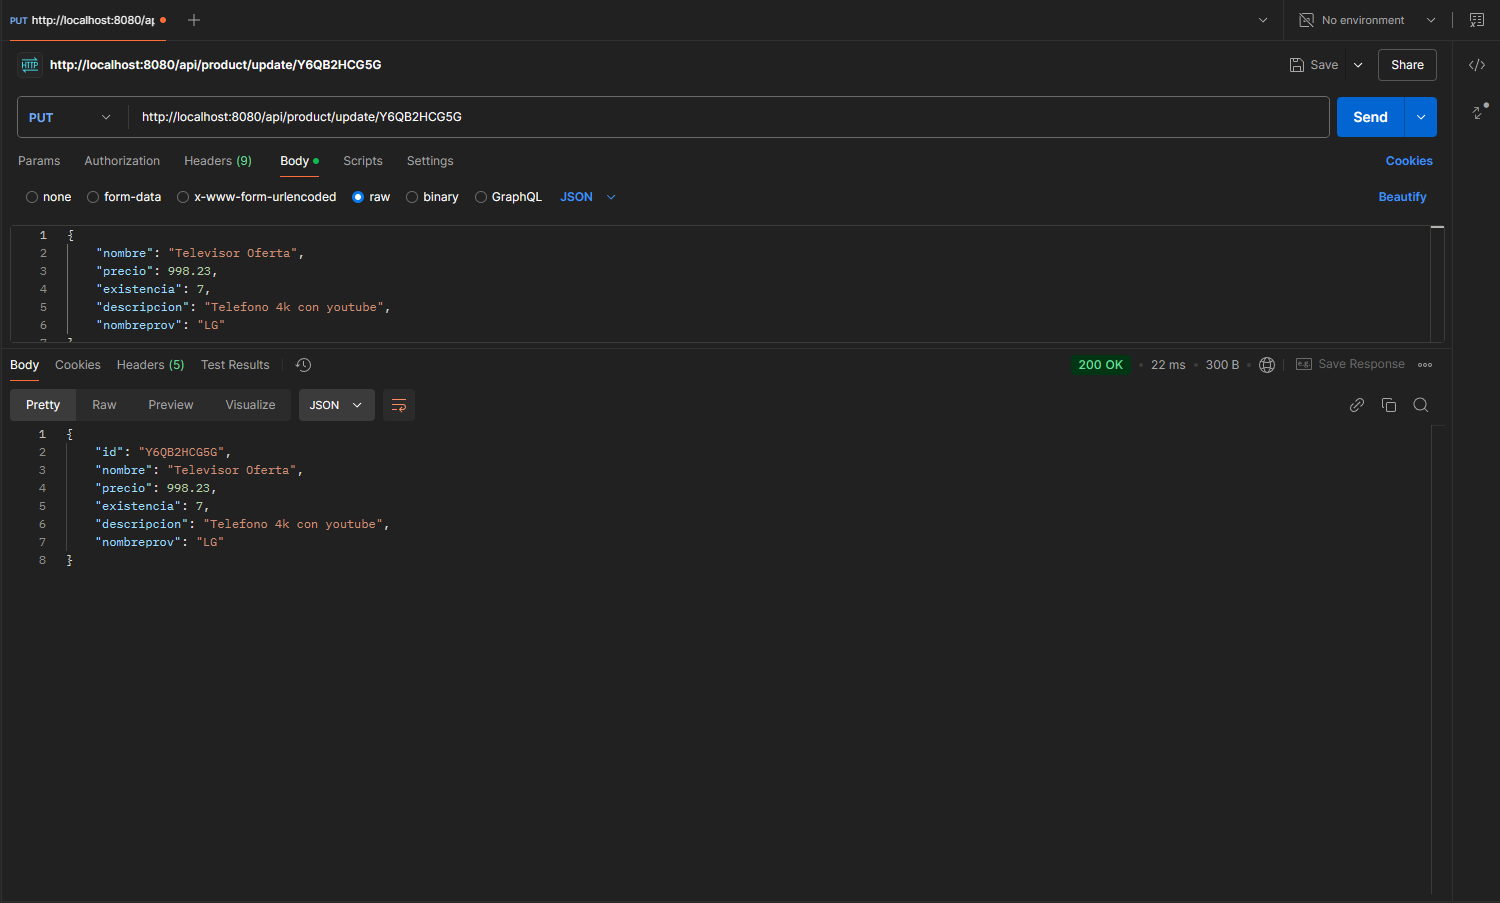 PUT http://localhost:8080/ap
No environment
HTTP http://localhost:8080/api/product/update/Y6QB2HCG5G
Save
Share
PUT http://localhost:8080/api/product/update/Y6QB2HCG5G
Send
Params Authorization Headers (9) Body Scripts Settings
Cookies
none form-data x-www-form-urlencoded raw binary GraphQL JSON
Beautify
1 {
2 "nombre": "Televisor Oferta",
3 "precio": 998.23,
4 "existencia": 7,
5 "descripcion": "Telefono 4k con youtube",
6 "nombreprov": "LG"
7 }
Body Cookies Headers (5) Test Results
200 OK • 22 ms • 300 B
e.g. Save Response
Pretty Raw Preview Visualize JSON
1 {
2 "id": "Y6QB2HCG5G",
3 "nombre": "Televisor Oferta",
4 "precio": 998.23,
5 "existencia": 7,
6 "descripcion": "Telefono 4k con youtube",
7 "nombreprov": "LG"
8 }